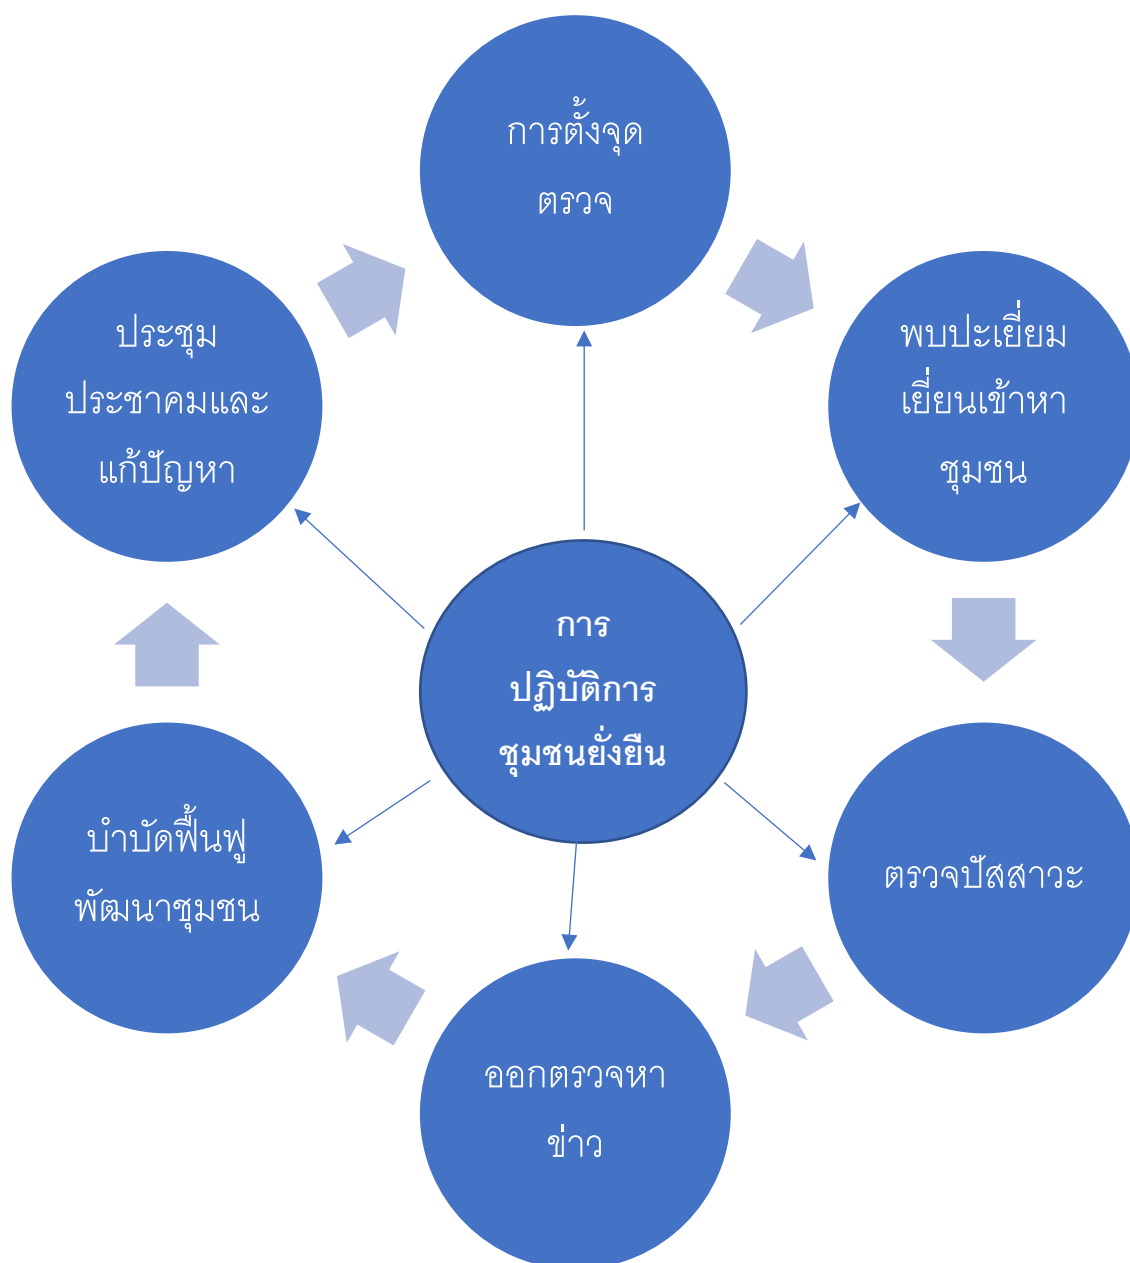 การตั้งจุด
ตรวจ
พบปะเยี่ยม
เยี่ยนเข้าหา
ชุมชน
ตรวจปัสสาวะ
ออกตรวจหา
ข่าว
บำบัดฟื้นฟู
พัฒนาชุมชน
ประชุม
ประชาคมและ
แก้ปัญหา
การ
ปฏิบัติการ
ชุมชนยั่งยืน